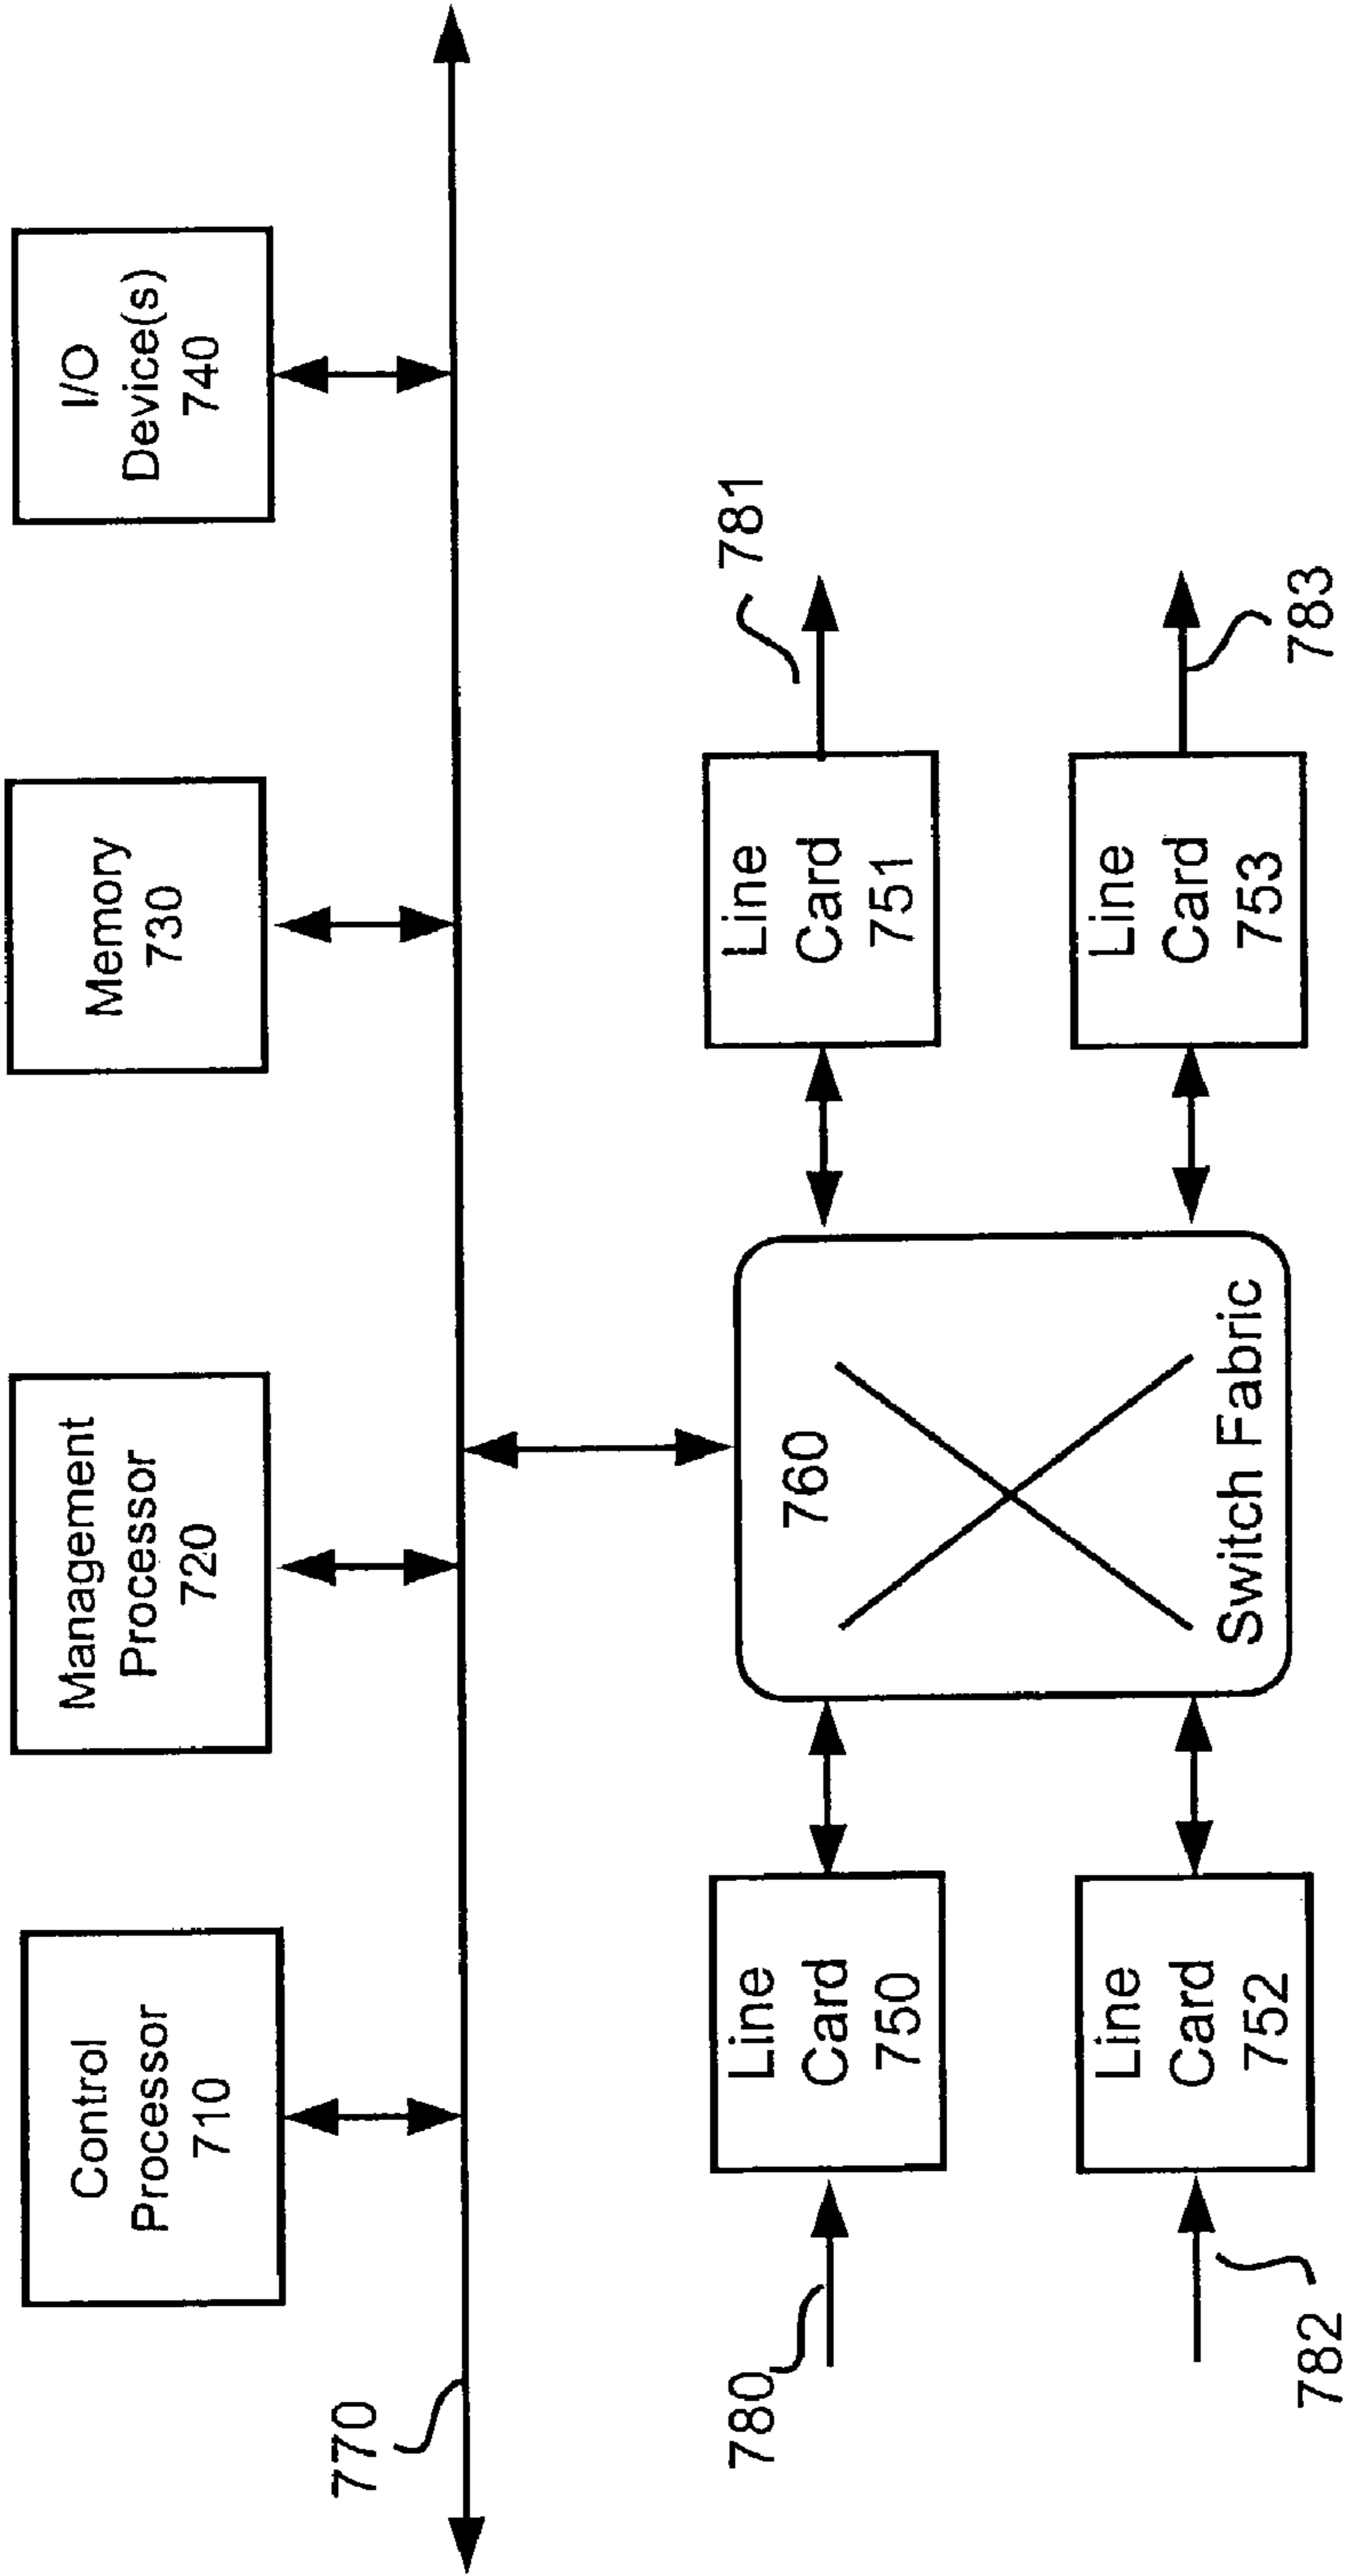 Control
Processor
710
Management
Processor
720
Memory
730
I/O
Device(s)
740
770
780
Line
Card
750
760
Switch Fabric
Line
Card
751
781
782
Line
Card
752
Line
Card
753
783